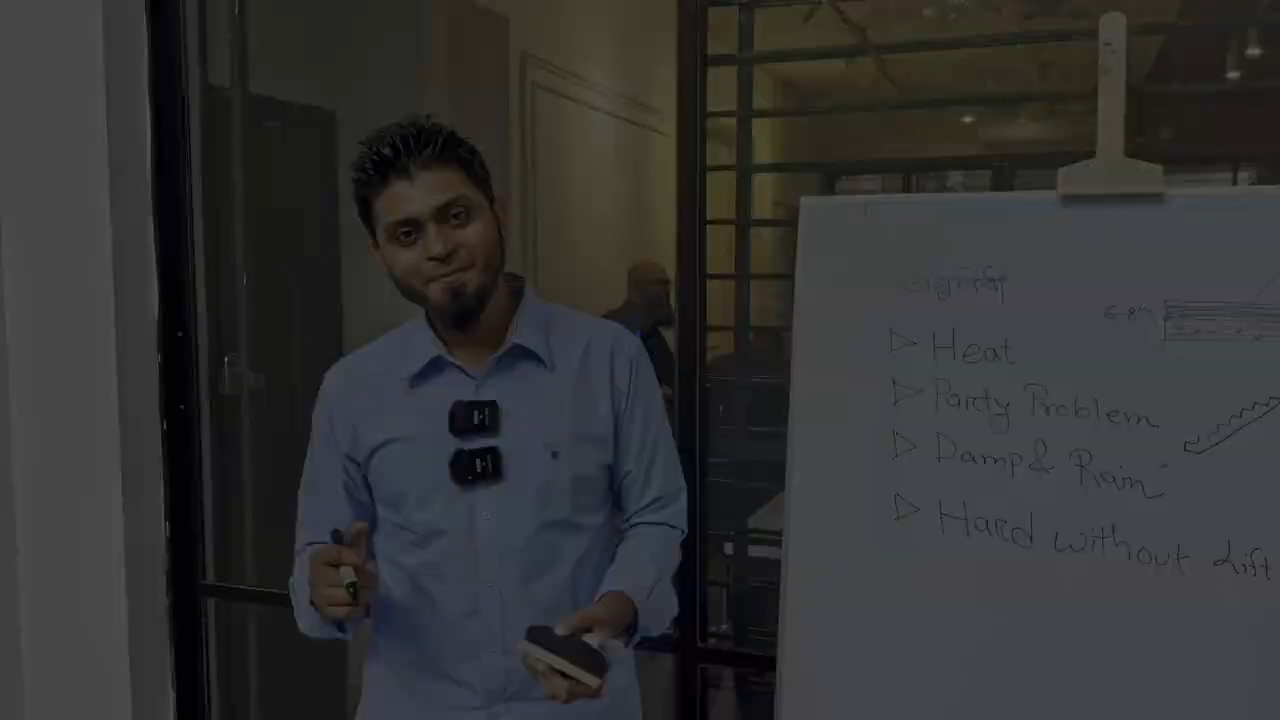 ▷ Heat
▷ Party Problem
▷ Damp & Rain
▷ Hard without Lift